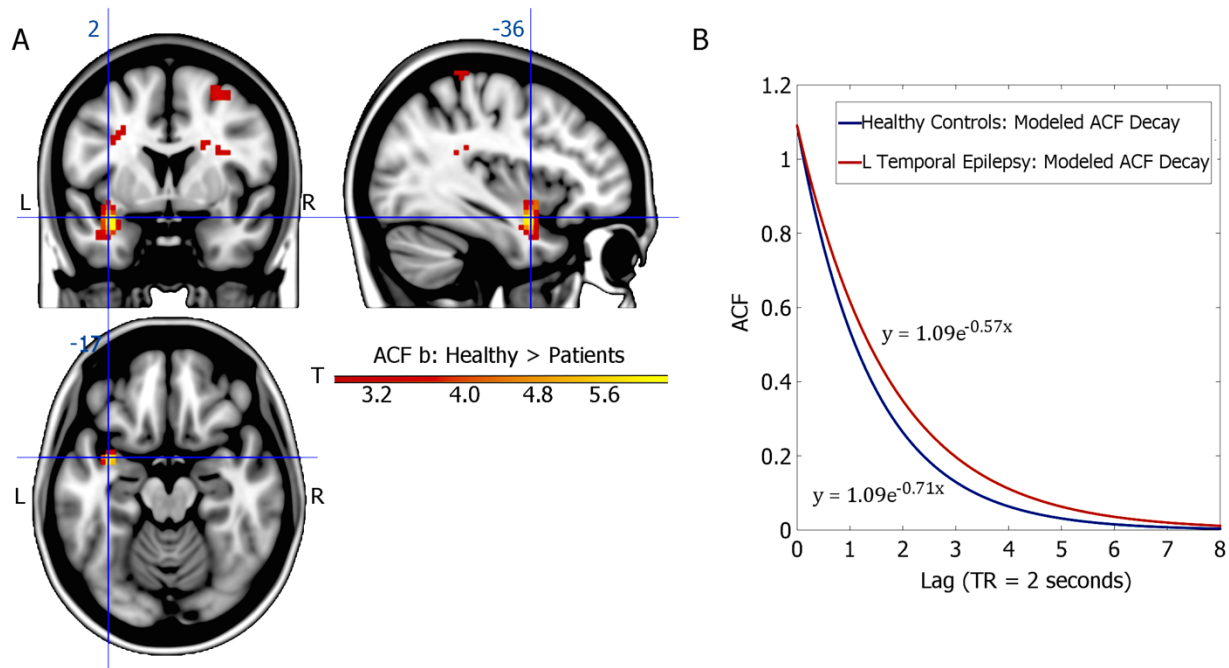 A
2
-36
L
R
-17
L
R
ACF b: Healthy > Patients
T
3.2 4.0 4.8 5.6
B
1.2
1
0.8
0.6
0.4
0.2
0
ACF
Healthy Controls: Modeled ACF Decay
L Temporal Epilepsy: Modeled ACF Decay
y = 1.09e^-0.57x
y = 1.09e^-0.71x
0 1 2 3 4 5 6 7 8
Lag (TR = 2 seconds)